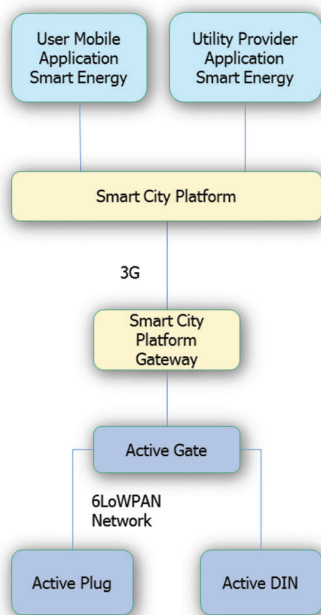 User Mobile
Application
Smart Energy
Utility Provider
Application
Smart Energy
Smart City Platform
3G
Smart City
Platform
Gateway
Active Gate
6LoWPAN
Network
Active Plug
Active DIN